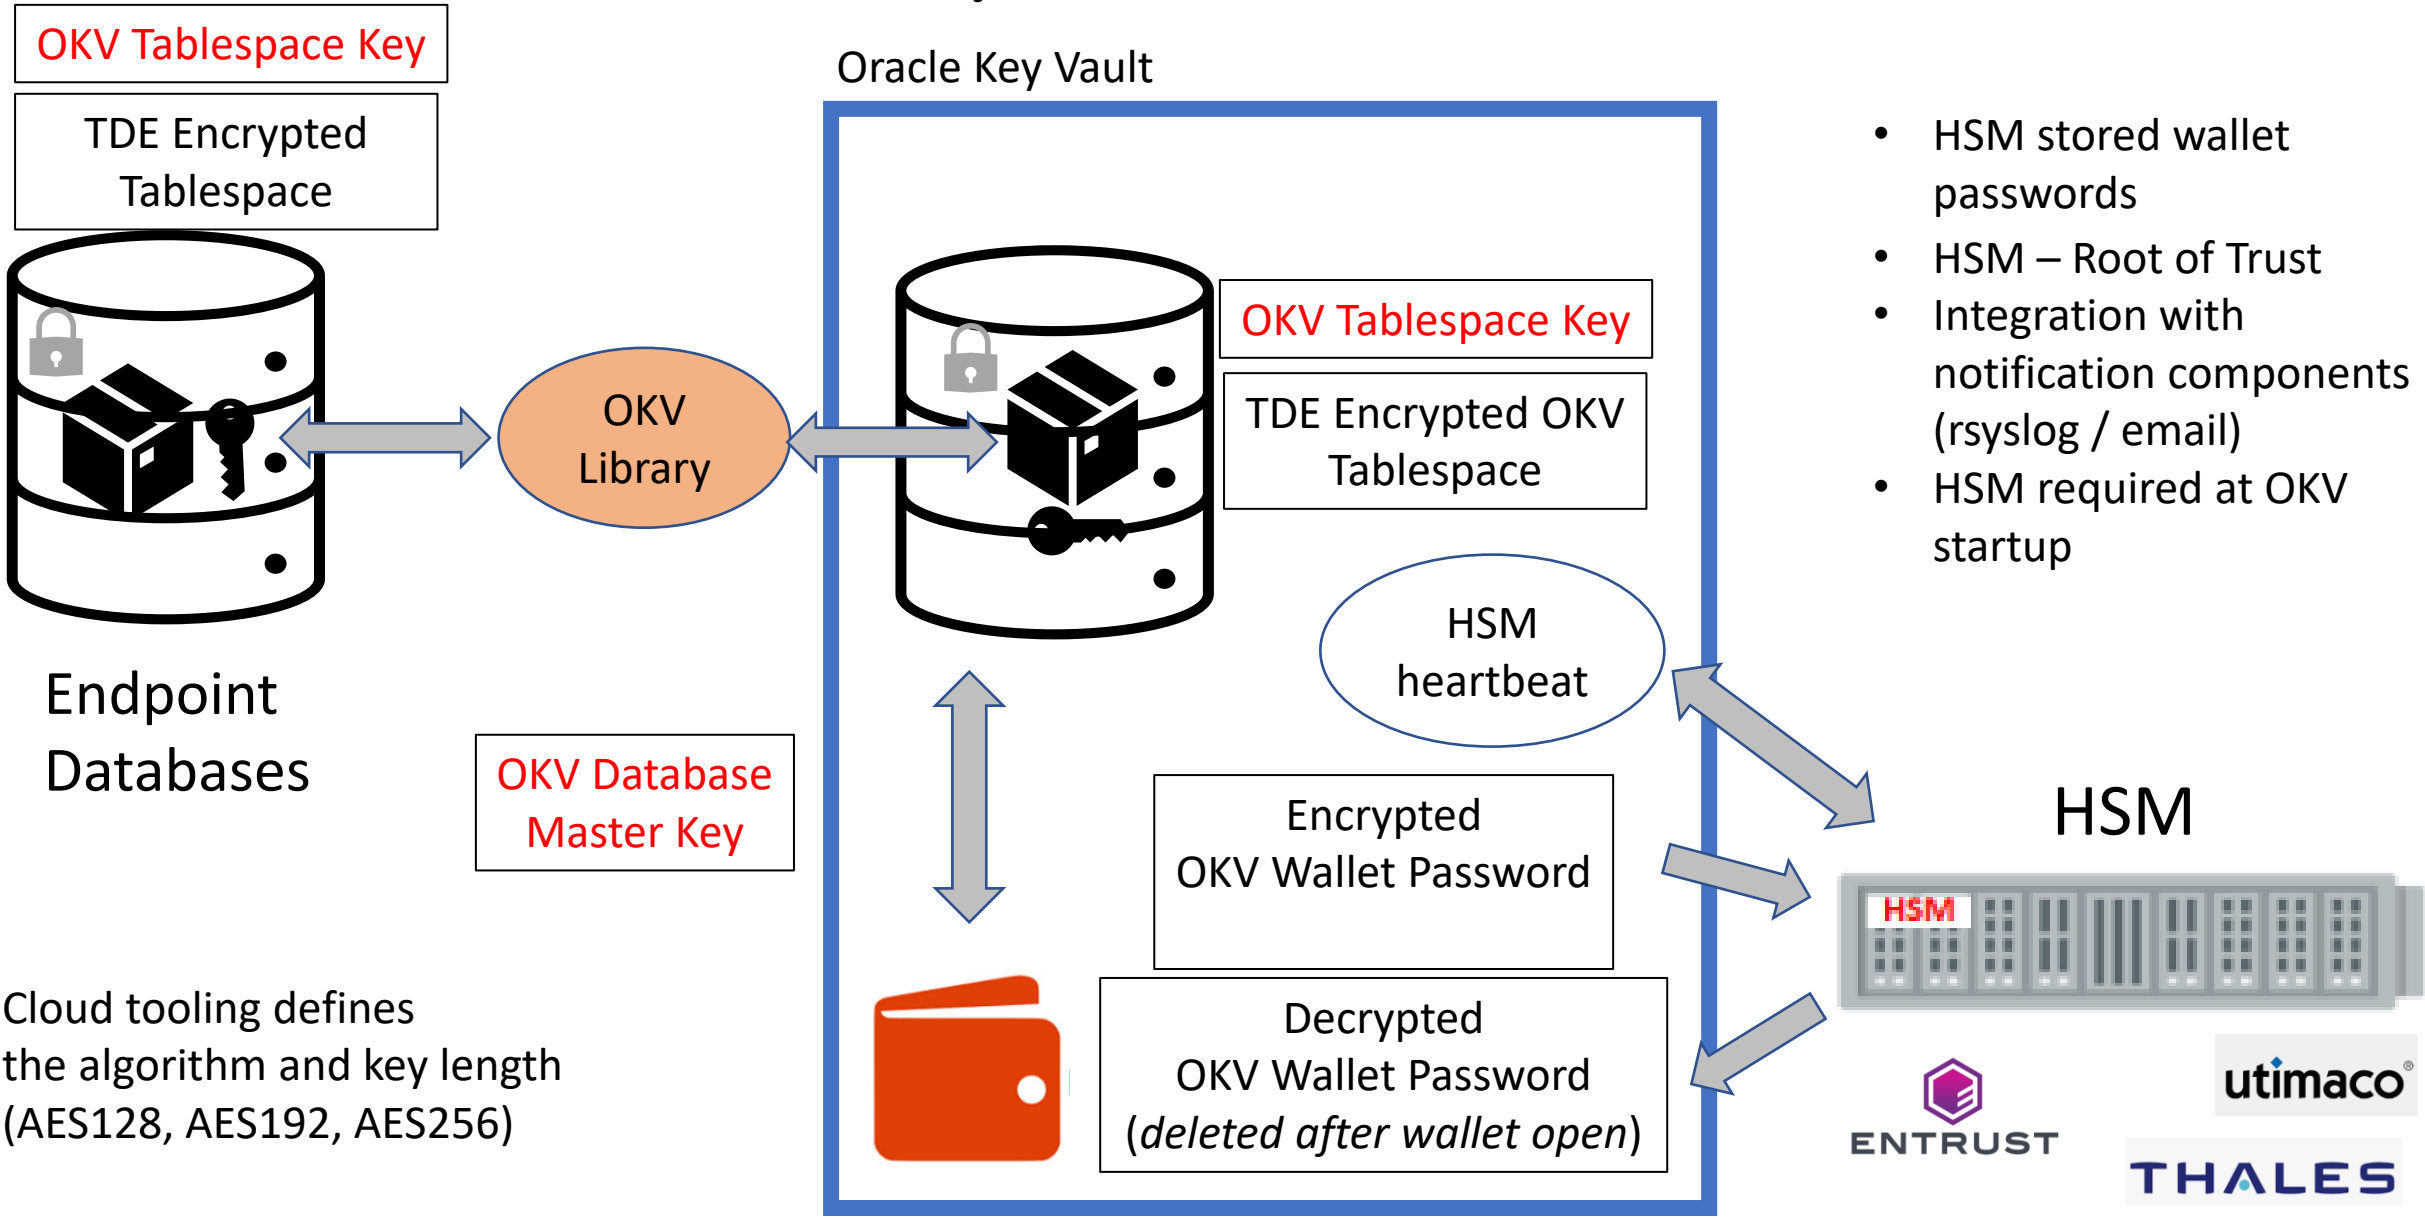 OKV Tablespace Key
TDE Encrypted
Tablespace
Endpoint
Databases
OKV
Library
OKV Database
Master Key
Cloud tooling defines
the algorithm and key length
(AES128, AES192, AES256)
Oracle Key Vault
OKV Tablespace Key
TDE Encrypted OKV
Tablespace
HSM
heartbeat
Encrypted
OKV Wallet Password
Decrypted
OKV Wallet Password
(deleted after wallet open)
• HSM stored wallet
passwords
• HSM – Root of Trust
• Integration with
notification components
(rsyslog / email)
• HSM required at OKV
startup
HSM
HSM
utimaco®
ENTRUST
THALES